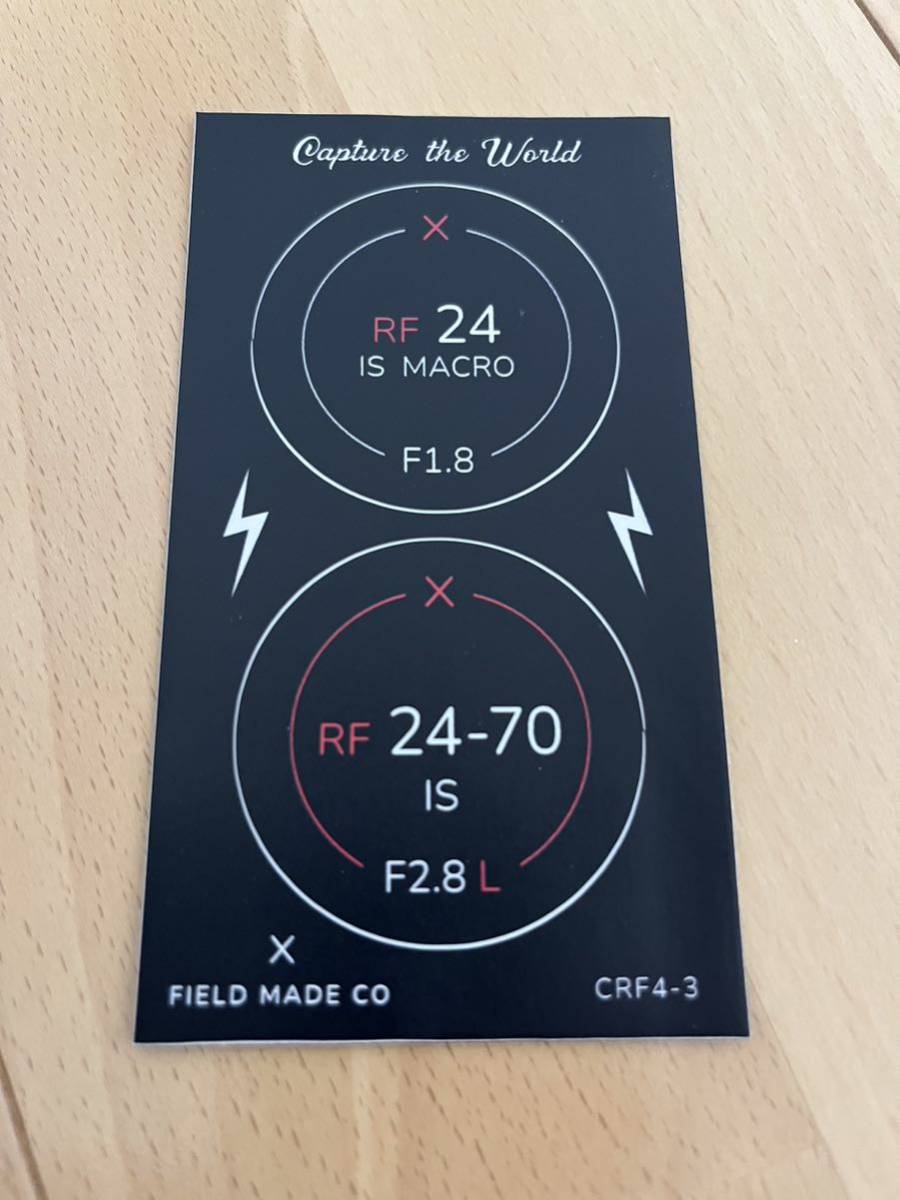 Capture the World
X
RF 24
IS MACRO
F1.8
X
RF 24-70
IS
F2.8 L
X
FIELD MADE CO
CRF4-3